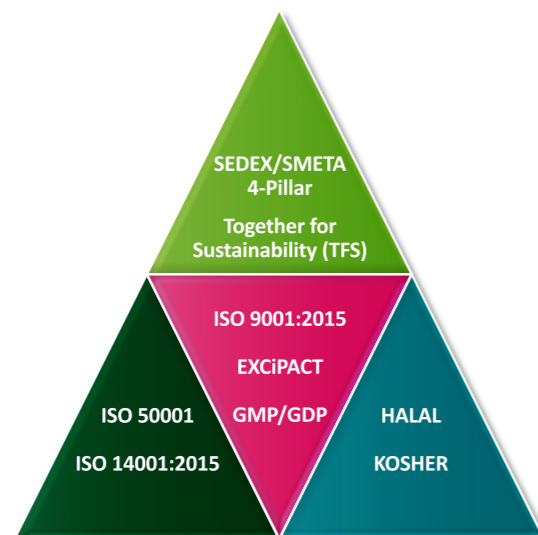 SEDEX/SMETA
4-Pillar
Together for
Sustainability (TFS)
ISO 9001:2015
EXCiPACT
GMP/GDP
ISO 50001
ISO 14001:2015
HALAL
KOSHER